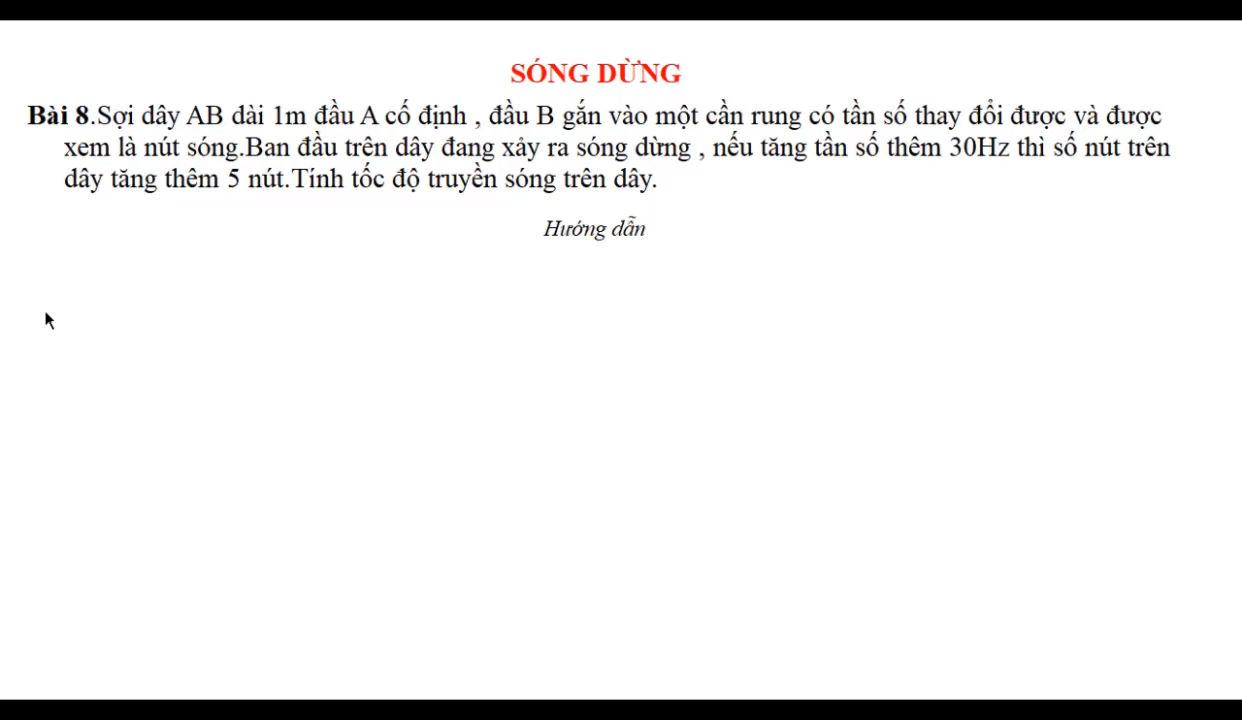 SÓNG DỪNG
Bài 8.Sợi dây AB dài 1m đầu A cố định , đầu B gắn vào một cần rung có tần số thay đổi được và được
xem là nút sóng.Ban đầu trên dây đang xảy ra sóng dừng , nếu tăng tần số thêm 30Hz thì số nút trên
dây tăng thêm 5 nút.Tính tốc độ truyền sóng trên dây.
Hướng dẫn